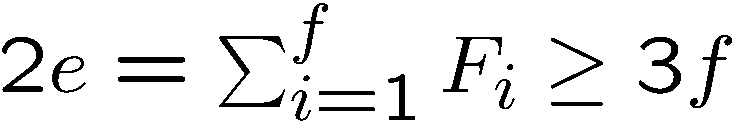 2e = ∑_{i=1}^{f} F_i ≥ 3f